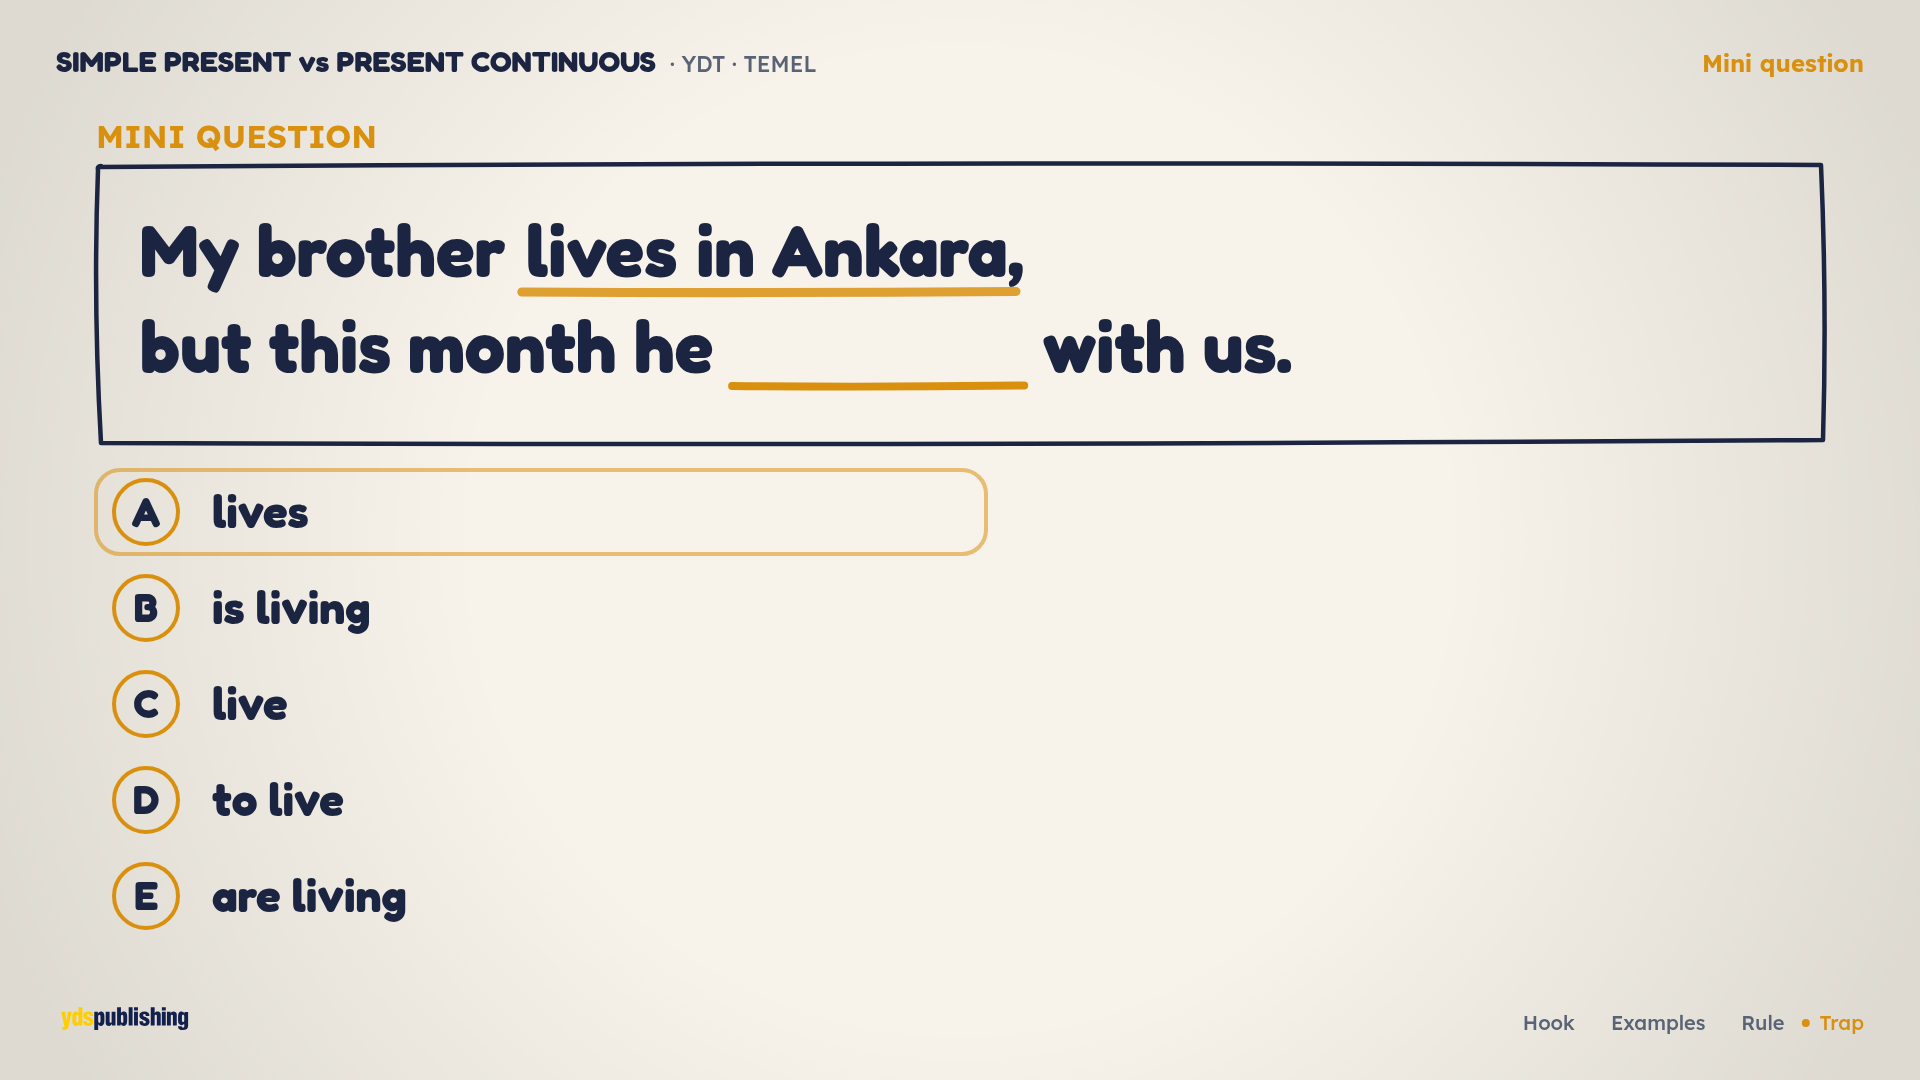 SIMPLE PRESENT vs PRESENT CONTINUOUS · YDT · TEMEL
Mini question
MINI QUESTION
My brother lives in Ankara,
but this month he ______ with us.
A lives
B is living
C live
D to live
E are living
ydspublishing
Hook Examples Rule • Trap